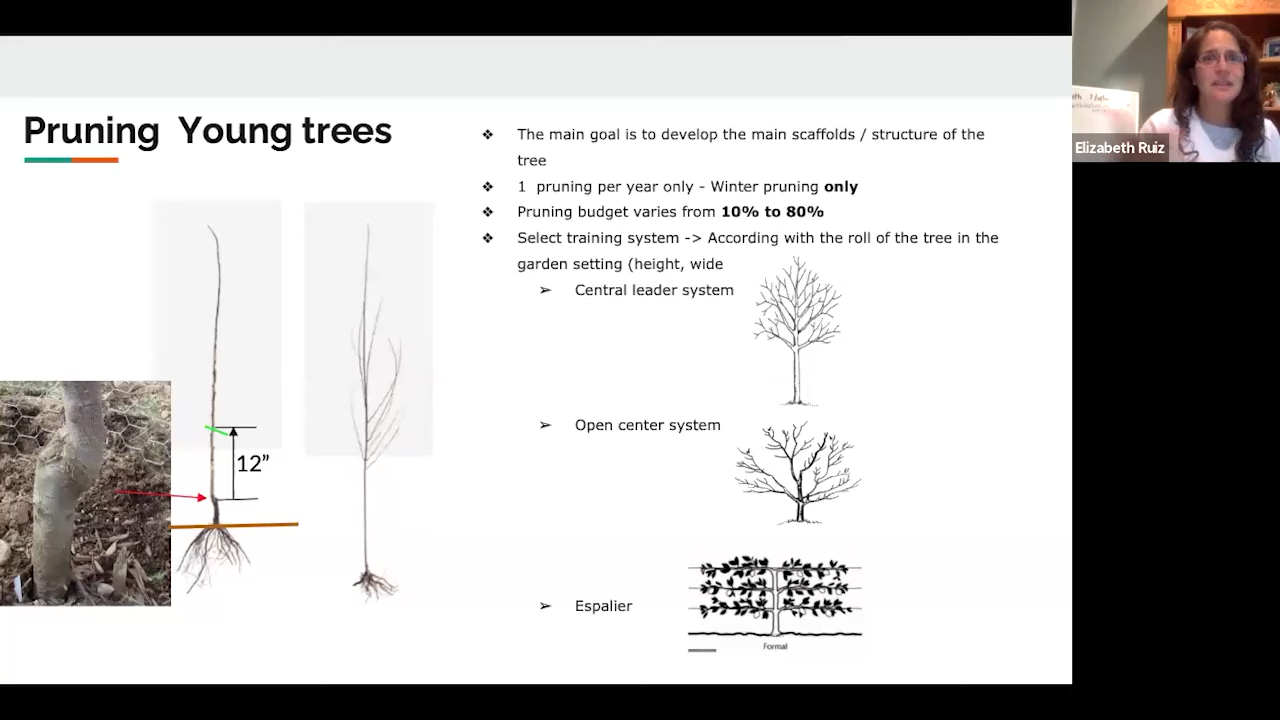 Pruning Young trees
❖ The main goal is to develop the main scaffolds / structure of the
tree
❖ 1 pruning per year only - Winter pruning only
❖ Pruning budget varies from 10% to 80%
❖ Select training system -> According with the roll of the tree in the
garden setting (height, wide
➢ Central leader system
➢ Open center system
➢ Espalier
12”
Formal
Elizabeth Ruiz